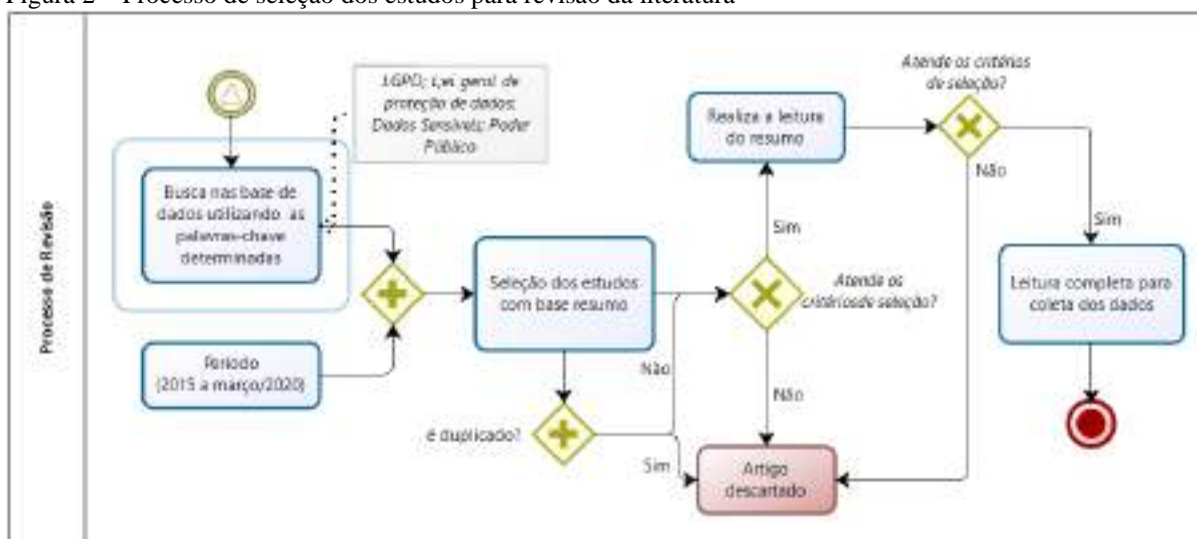 Figura 2 – Processo de seleção dos estudos para revisão da literatura
Processo de Revisão
LGPD; Lei geral de
proteção de dados;
Dados Sensíveis; Poder
Público
Busca nas base de
dados utilizando as
palavras-chave
determinadas
Período
(2015 a março/2020)
Seleção dos estudos
com base resumo
é duplicado?
Não
Sim
Realiza a leitura
do resumo
Sim
Atende os
critériosde seleção?
Não
Artigo
descartado
Atende os critérios
de seleção?
Não
Sim
Leitura completa para
coleta dos dados